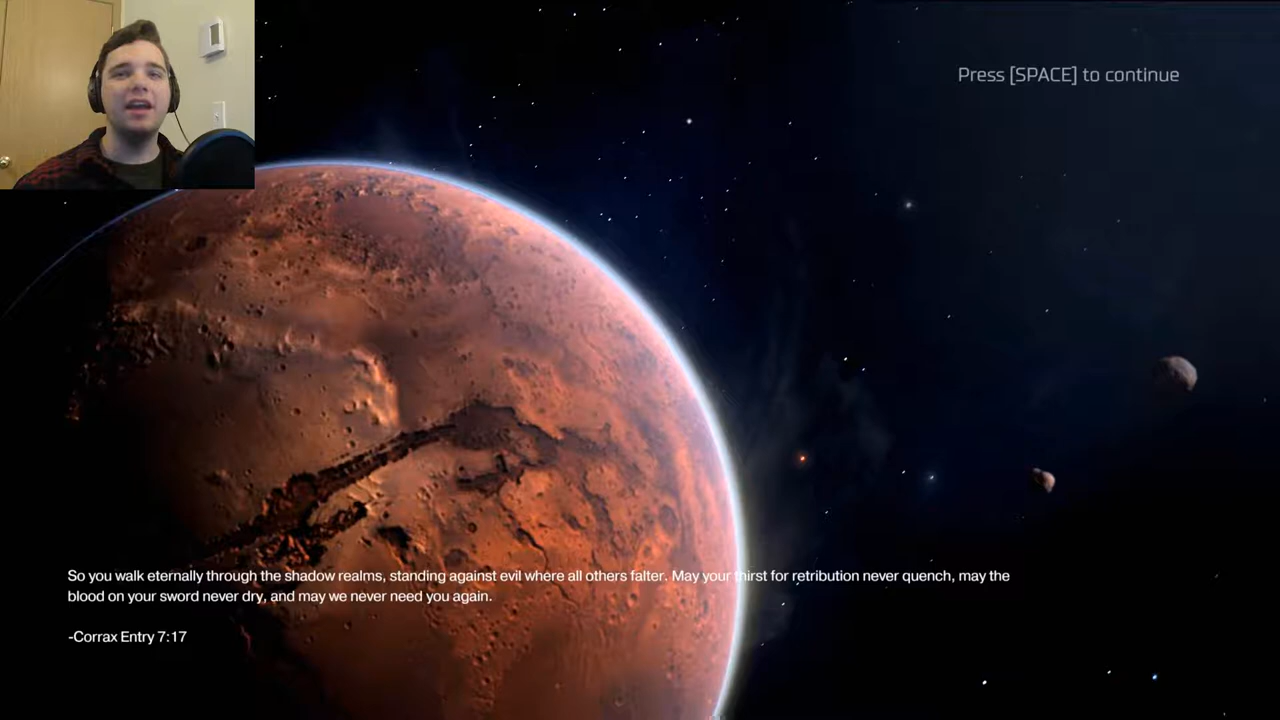 Press [SPACE] to continue
So you walk eternally through the shadow realms, standing against evil where all others falter. May your thirst for retribution never quench, may the
blood on your sword never dry, and may we never need you again.
-Corrax Entry 7:17